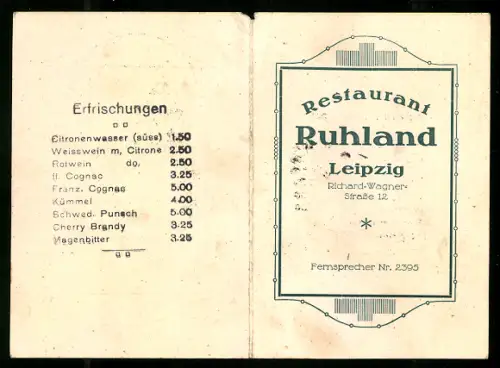 Erfrischungen
Citronenwasser (süss) 1.50
Weisswein m, Citrone 2.50
Rotwein do. 2.50
fl. Cognac 3.25
Franz. Cognac 5.00
Kümmel 4.00
Schwed. Punsch 5.00
Cherry Brandy 3.25
Magenbitter 3.25
Restaurant
Ruhland
Leipzig
Richard-Wagner-
Straße 12
*
Fernsprecher Nr. 2395